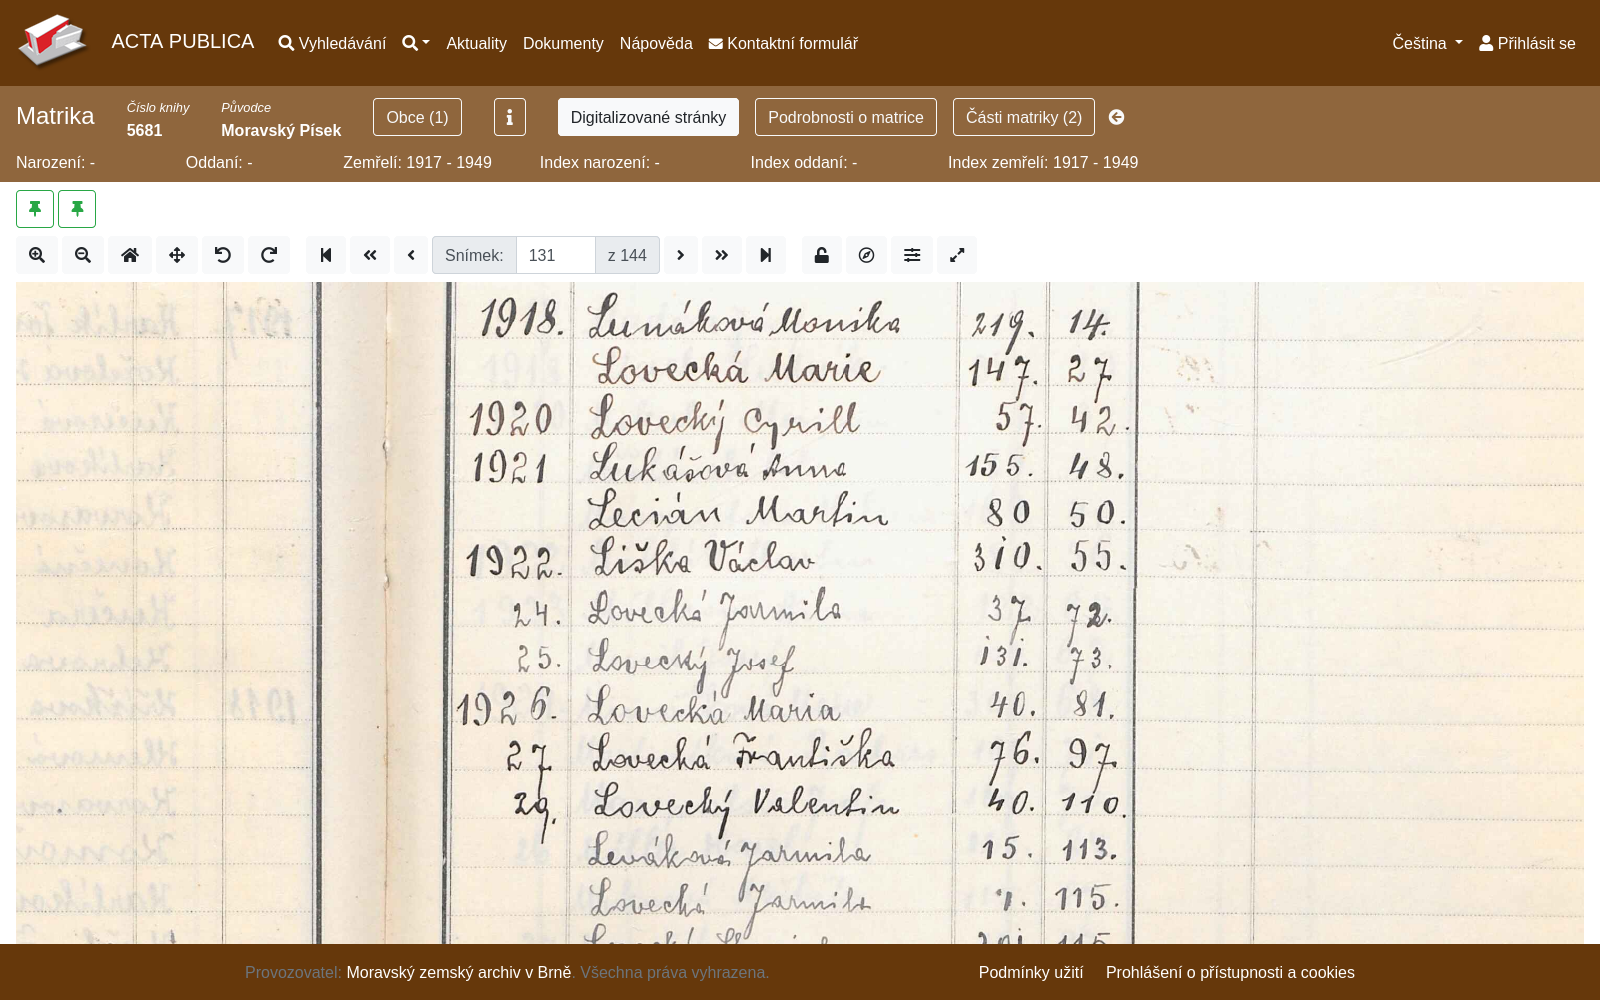 ACTA PUBLICA Vyhledávání Aktuality Dokumenty Nápověda Kontaktní formulář Čeština Přihlásit se
Matrika Číslo knihy 5681 Původce Moravský Písek Obce (1) Digitalizované stránky Podrobnosti o matrice Části matriky (2)
Narození: - Oddaní: - Zemřelí: 1917 - 1949 Index narození: - Index oddaní: - Index zemřelí: 1917 - 1949
Snímek: 131 z 144
1918. Lunáková Monika 219. 14.
Lovecká Marie 147. 27
1920 Lovecký Cyrill 57. 42.
1921 Lukášová Anna 155. 48.
Lecián Martin 80 50.
1922. Liška Václav 310. 55.
24. Lovecká Jarmila 37. 72.
25. Lovecký Josef 131. 73.
1926. Lovecká Maria 40. 81.
27. Lovecká Františka 76. 97.
29. Lovecký Valentin 40. 110.
Leváková Jarmila 15. 113.
Lovecká Jarmila 115.
Provozovatel: Moravský zemský archiv v Brně. Všechna práva vyhrazena. Podmínky užití Prohlášení o přístupnosti a cookies